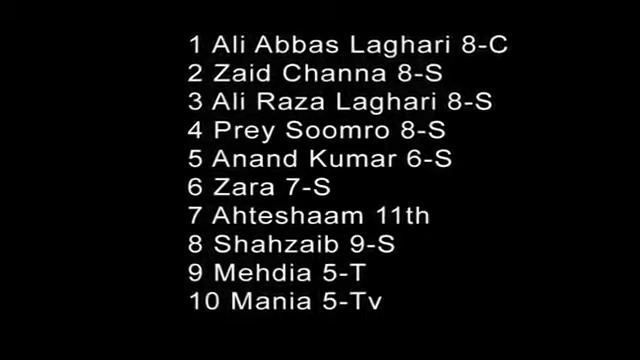 1 Ali Abbas Laghari 8-C
2 Zaid Channa 8-S
3 Ali Raza Laghari 8-S
4 Prey Soomro 8-S
5 Anand Kumar 6-S
6 Zara 7-S
7 Ahteshaam 11th
8 Shahzaib 9-S
9 Mehdia 5-T
10 Mania 5-Tv